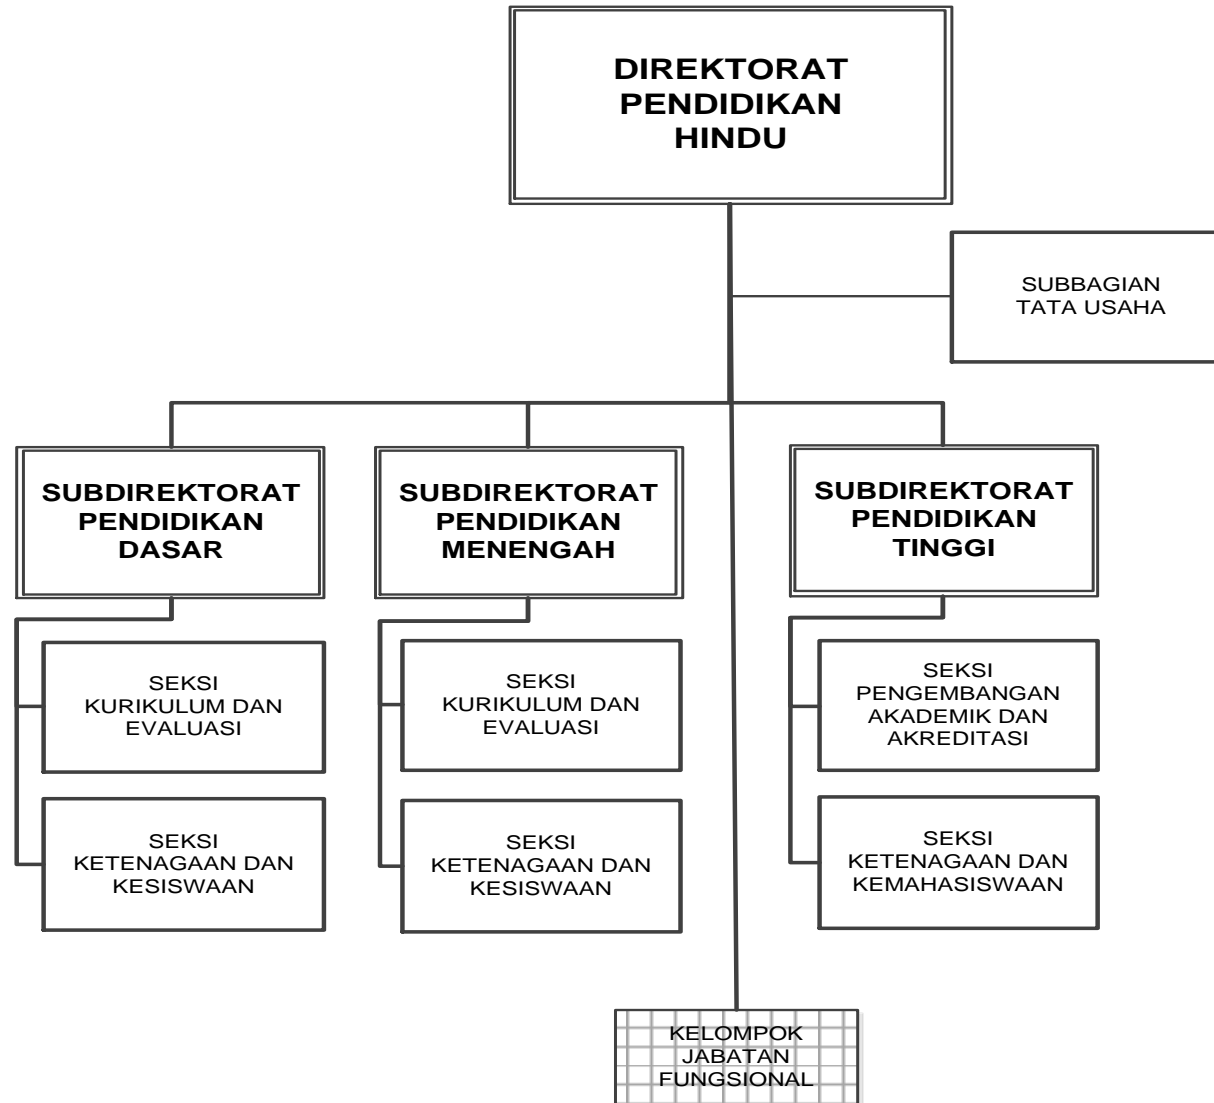 DIREKTORAT
PENDIDIKAN
HINDU
SUBBAGIAN
TATA USAHA
SUBDIREKTORAT
PENDIDIKAN
DASAR
SUBDIREKTORAT
PENDIDIKAN
MENENGAH
SUBDIREKTORAT
PENDIDIKAN
TINGGI
SEKSI
KURIKULUM DAN
EVALUASI
SEKSI
KURIKULUM DAN
EVALUASI
SEKSI
PENGEMBANGAN
AKADEMIK DAN
AKREDITASI
SEKSI
KETENAGAAN DAN
KESISWAAN
SEKSI
KETENAGAAN DAN
KESISWAAN
SEKSI
KETENAGAAN DAN
KEMAHASISWAAN
KELOMPOK
JABATAN
FUNGSIONAL